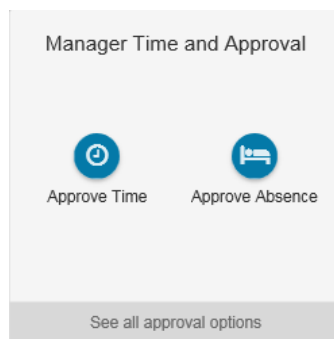 Manager Time and Approval
Approve Time
Approve Absence
See all approval options